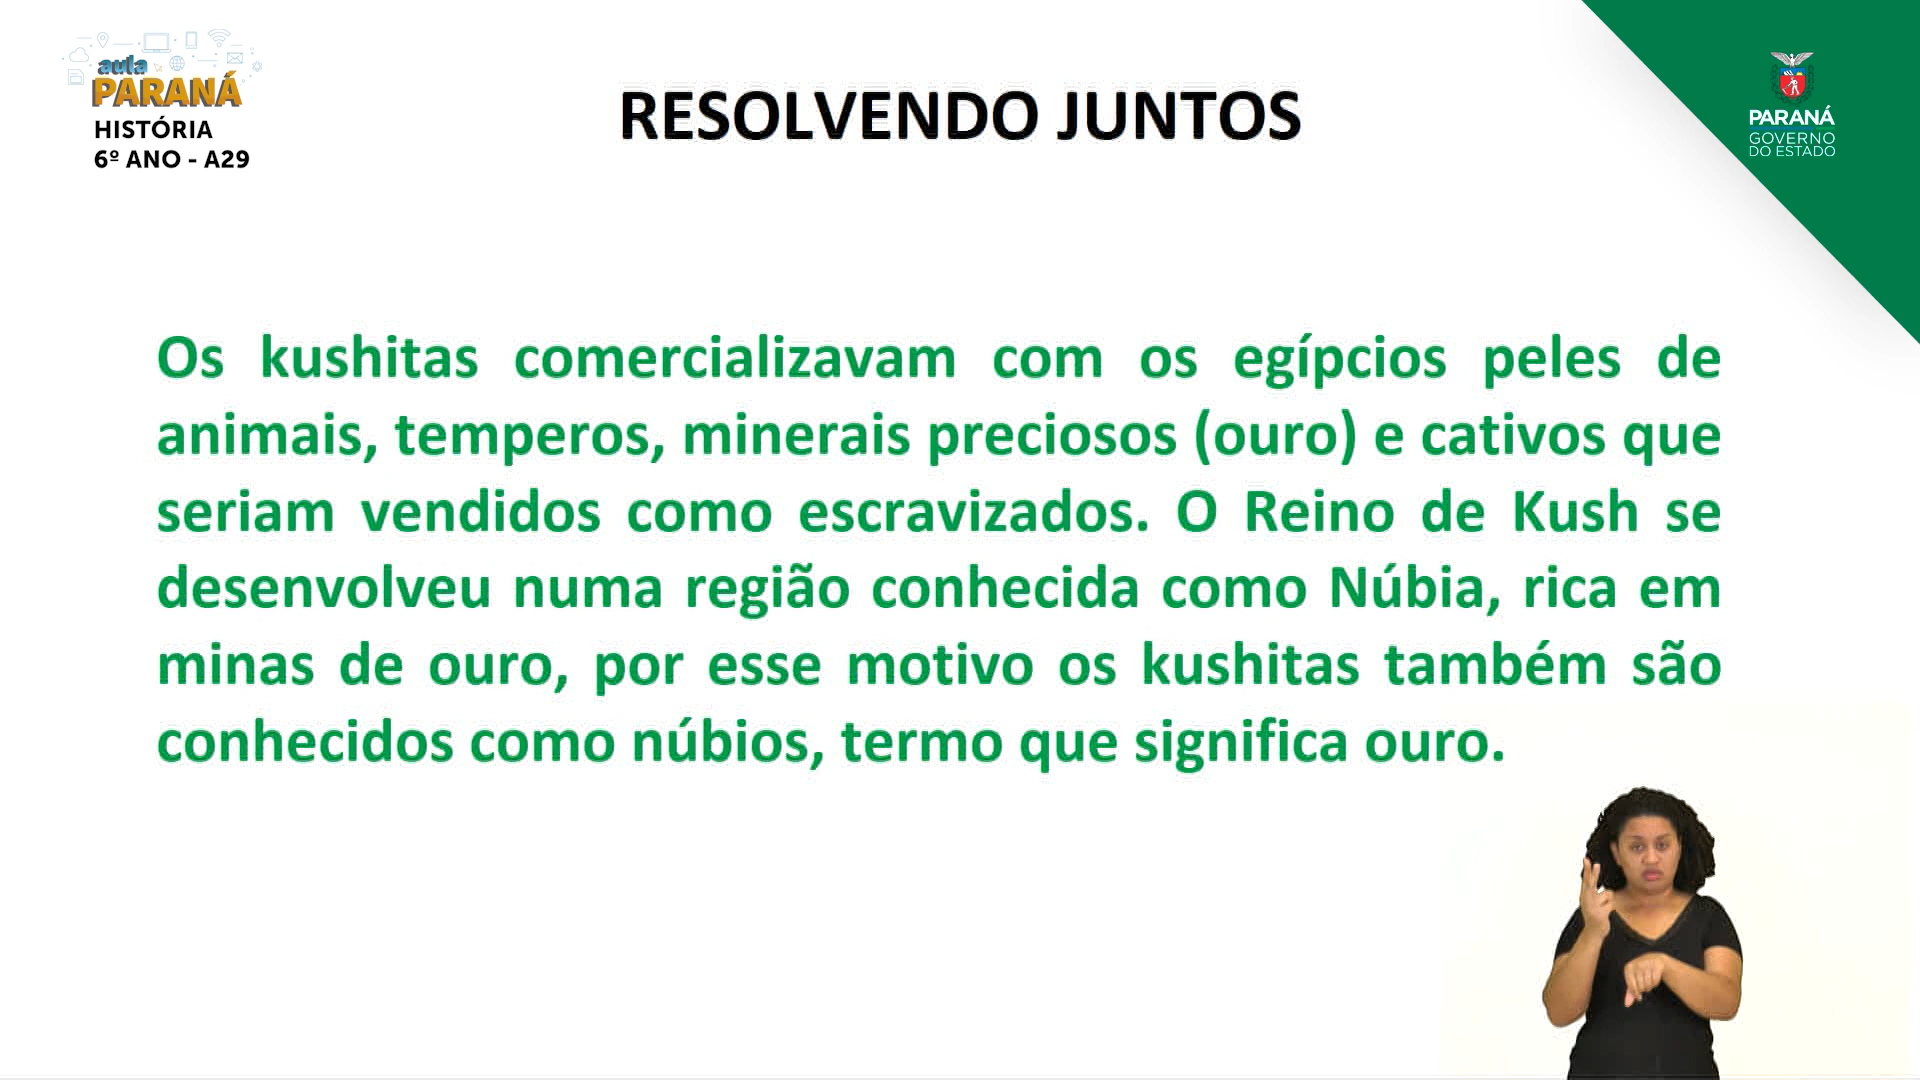 aula
PARANÁ
HISTÓRIA
6º ANO - A29
RESOLVENDO JUNTOS
PARANÁ
GOVERNO
DO ESTADO
Os kushitas comercializavam com os egípcios peles de
animais, temperos, minerais preciosos (ouro) e cativos que
seriam vendidos como escravizados. O Reino de Kush se
desenvolveu numa região conhecida como Núbia, rica em
minas de ouro, por esse motivo os kushitas também são
conhecidos como núbios, termo que significa ouro.